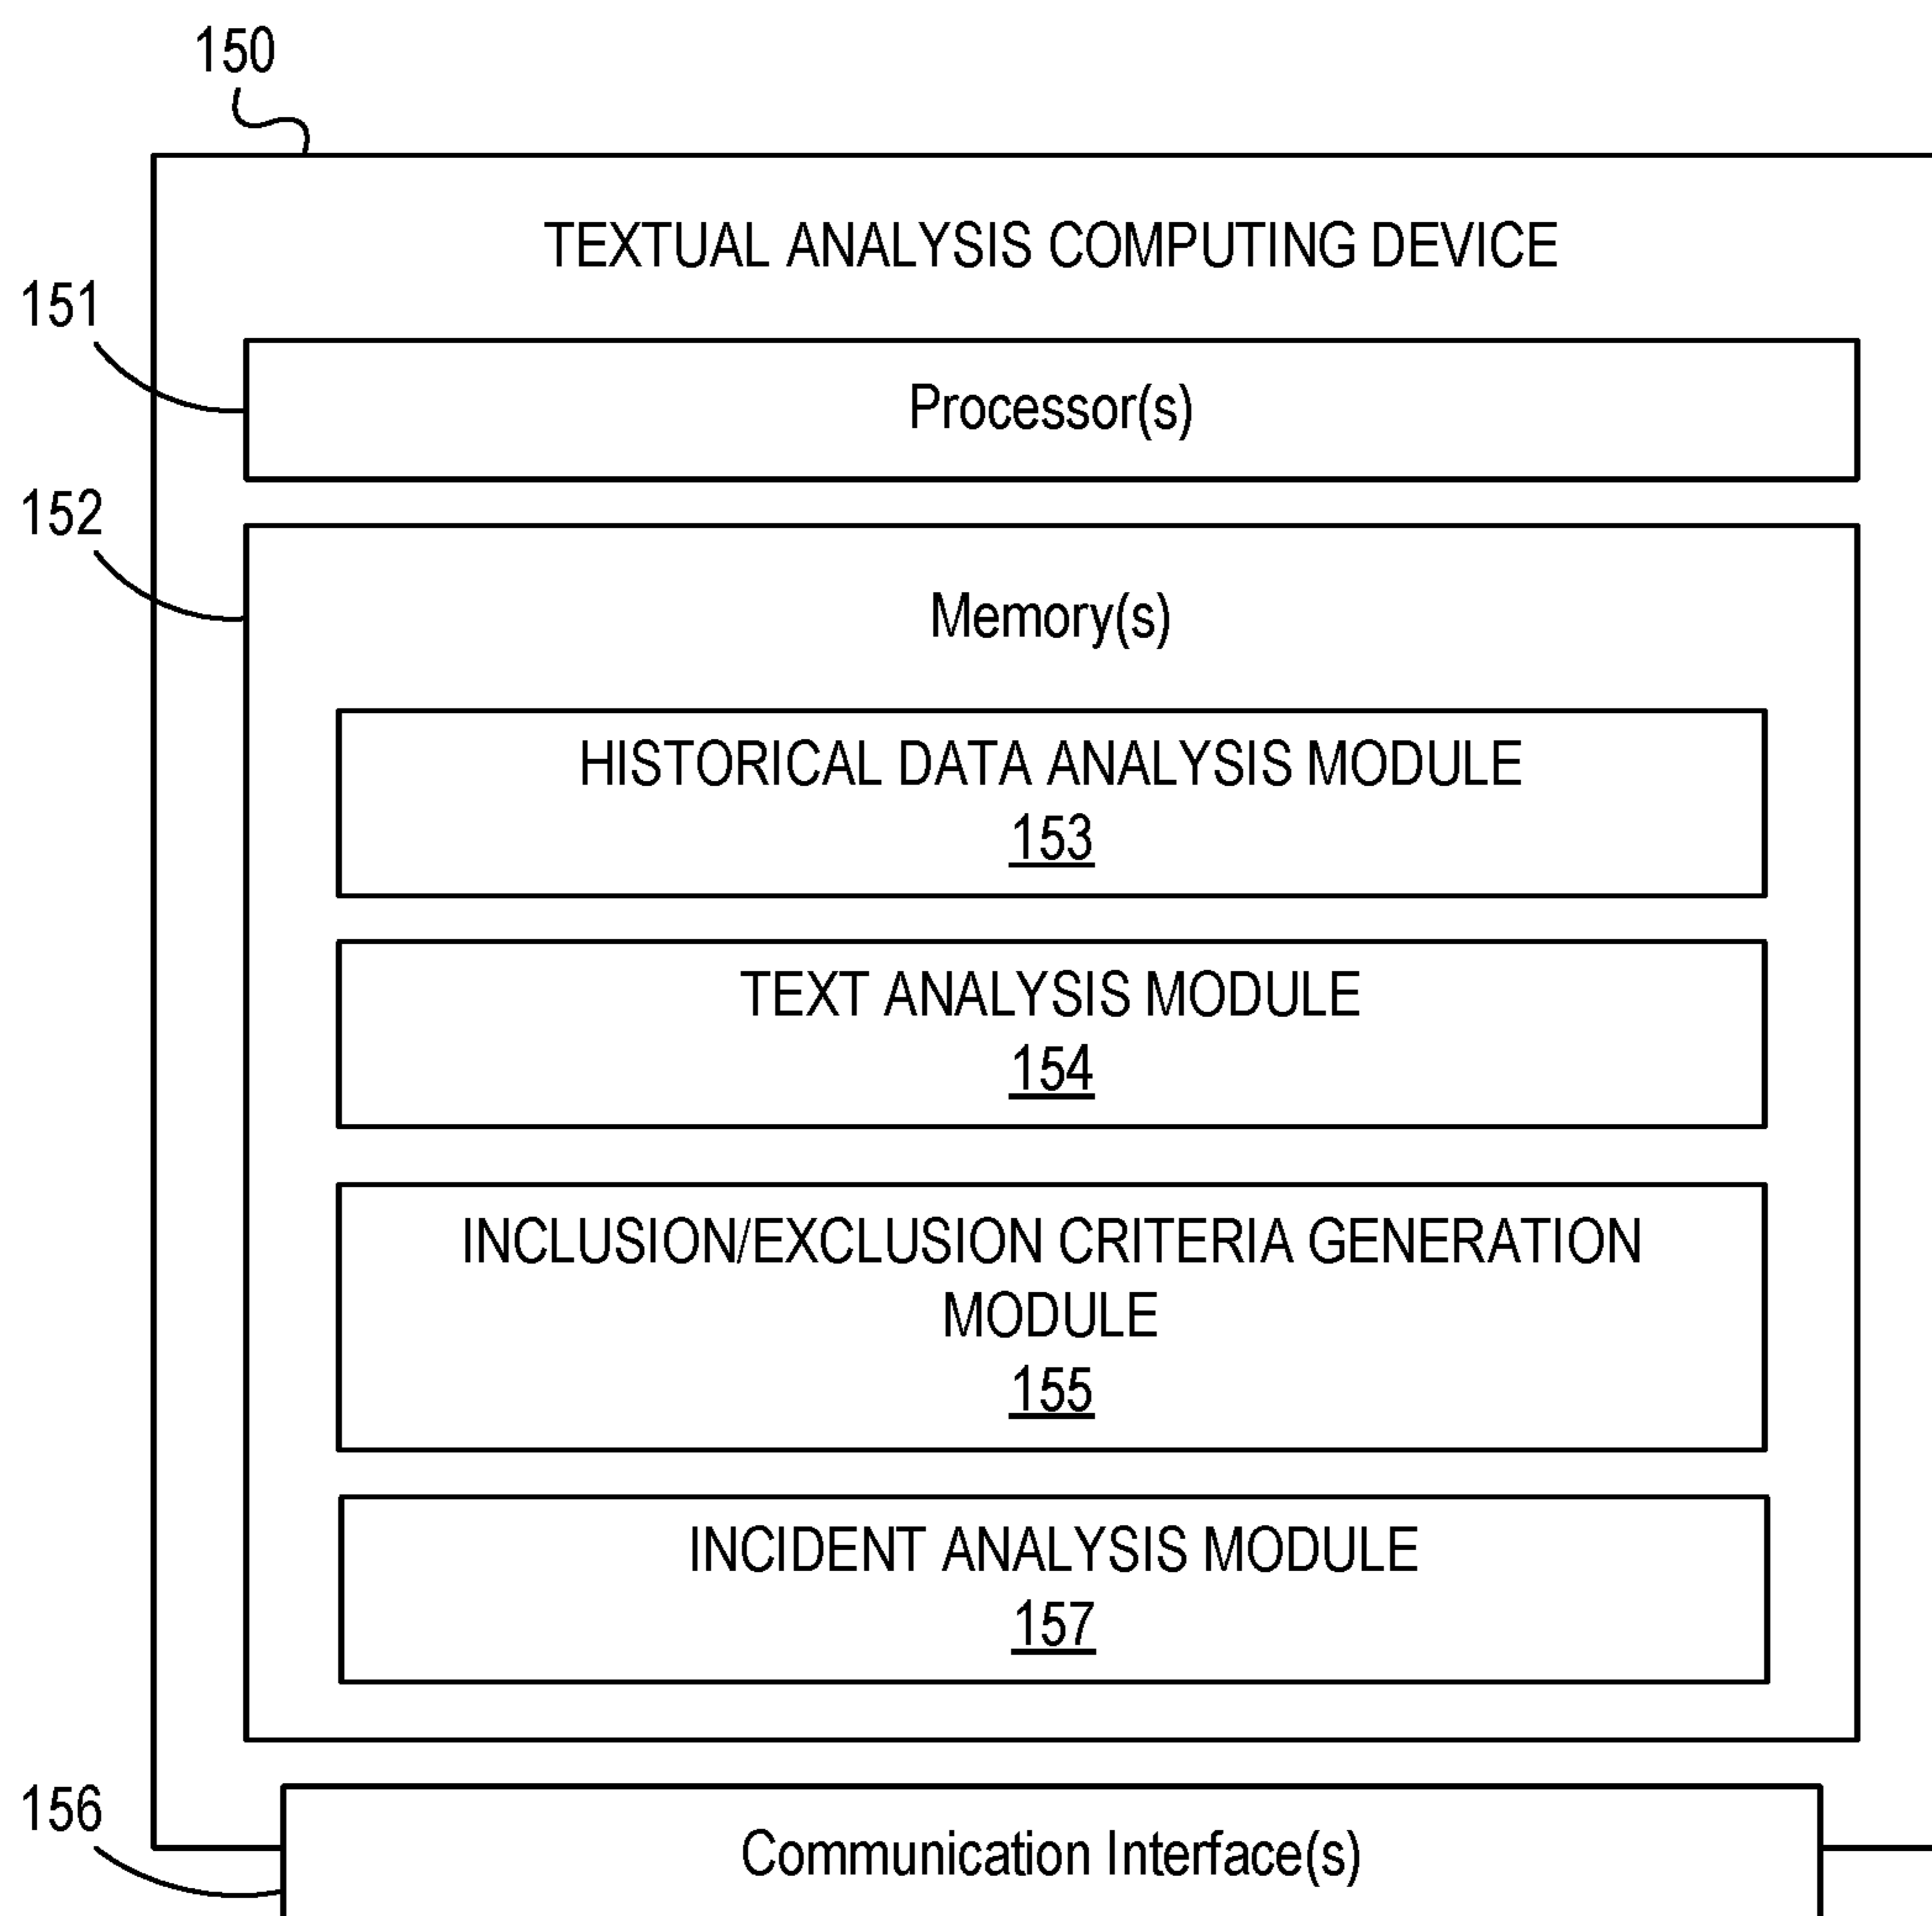 150
TEXTUAL ANALYSIS COMPUTING DEVICE
151
Processor(s)
152
Memory(s)
HISTORICAL DATA ANALYSIS MODULE
153
TEXT ANALYSIS MODULE
154
INCLUSION/EXCLUSION CRITERIA GENERATION
MODULE
155
INCIDENT ANALYSIS MODULE
157
156
Communication Interface(s)